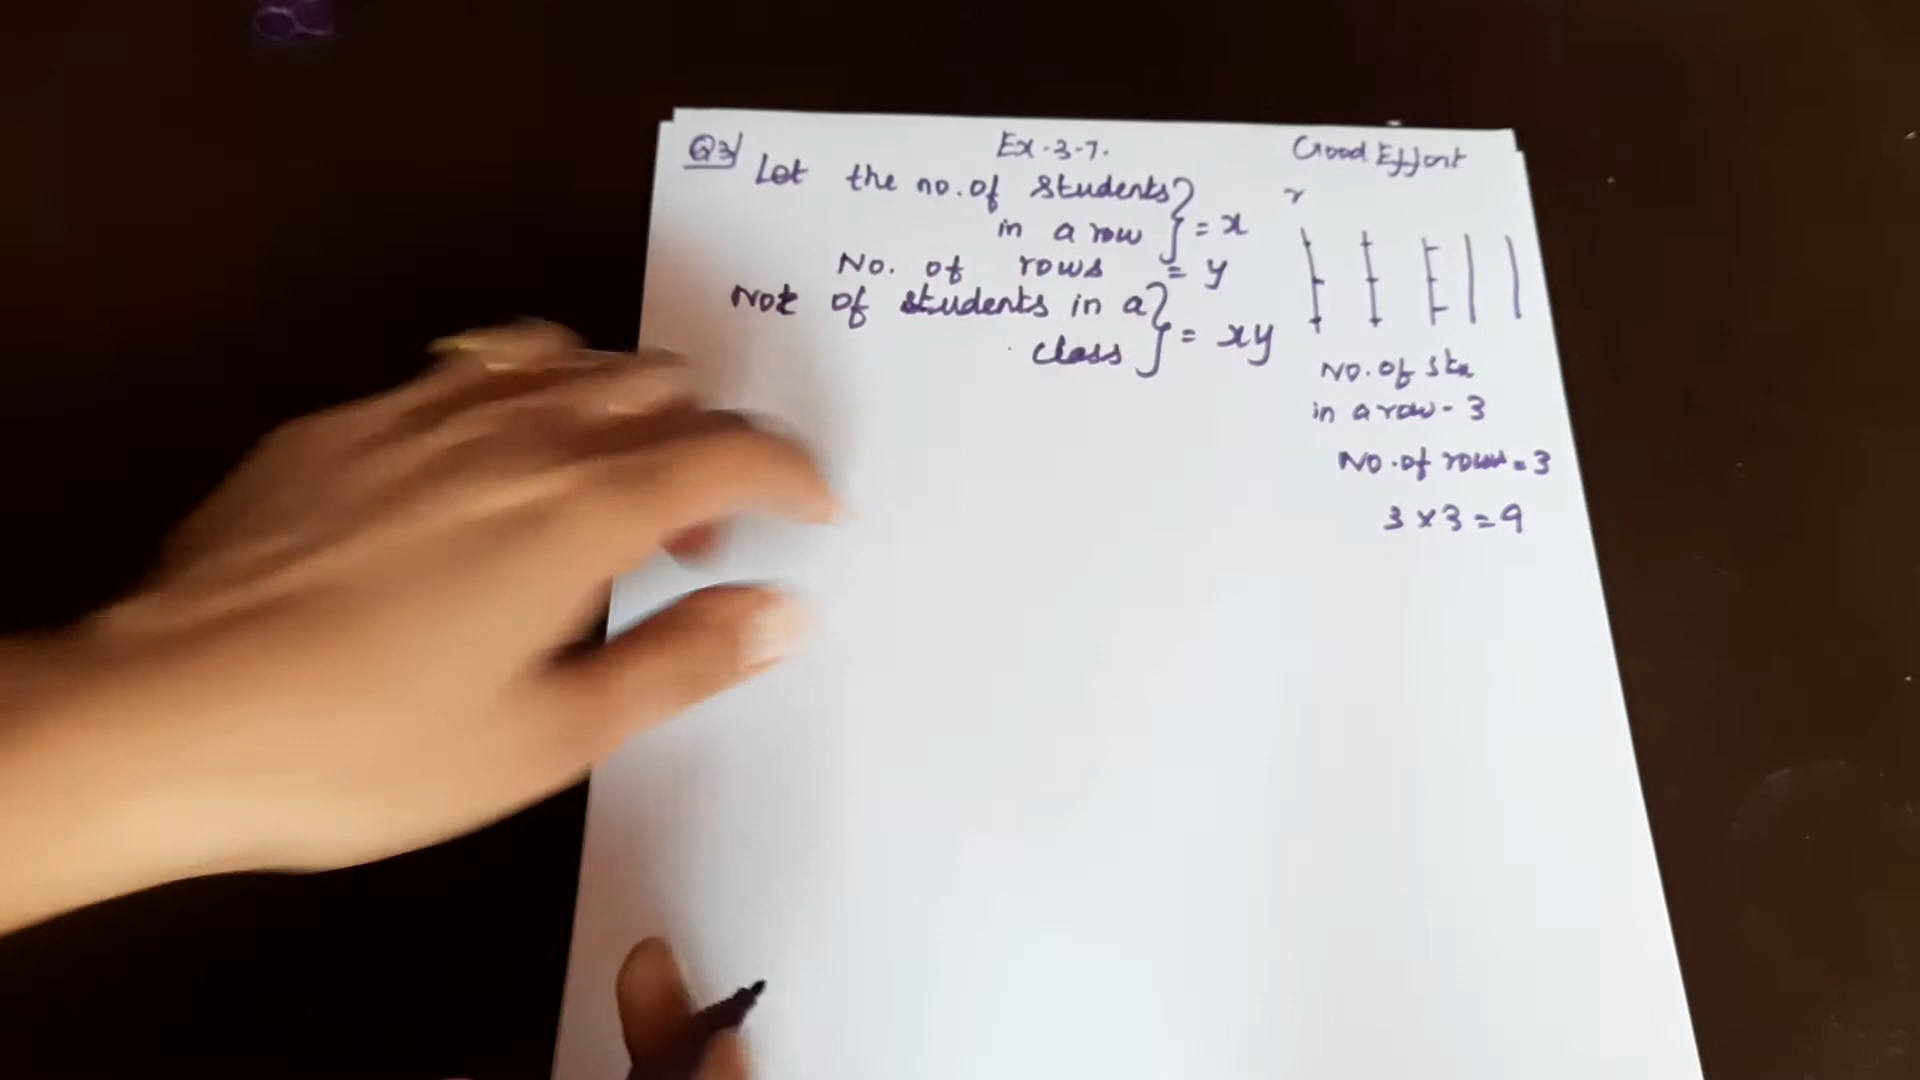 Q3
Ex-3-7.
Good Effort
Let the no. of students
in a row } = x
No. of rows = y
No of students in a
class } = xy
No. of stu
in a row - 3
No. of rows = 3
3 x 3 = 9